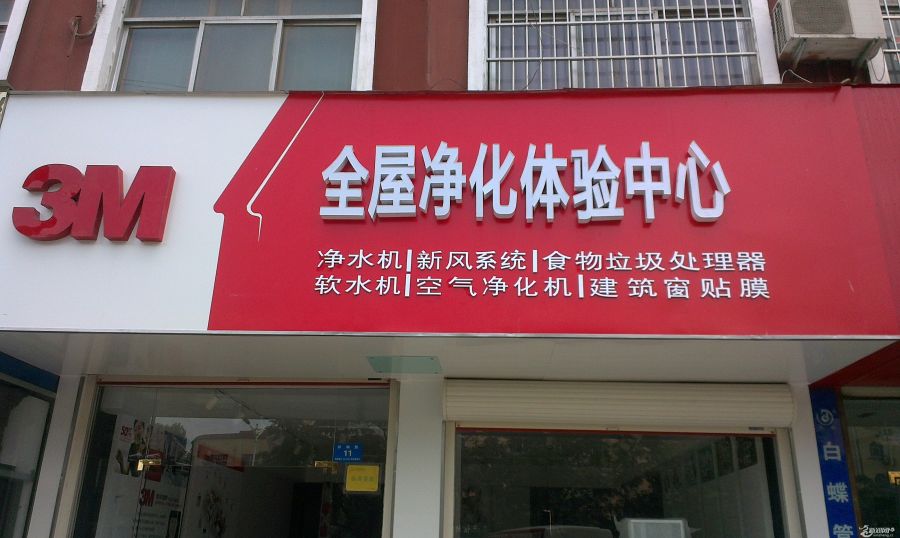 3M
全屋净化体验中心
净水机|新风系统|食物垃圾处理器
软水机|空气净化机|建筑窗贴膜
11
3M
白蝶管